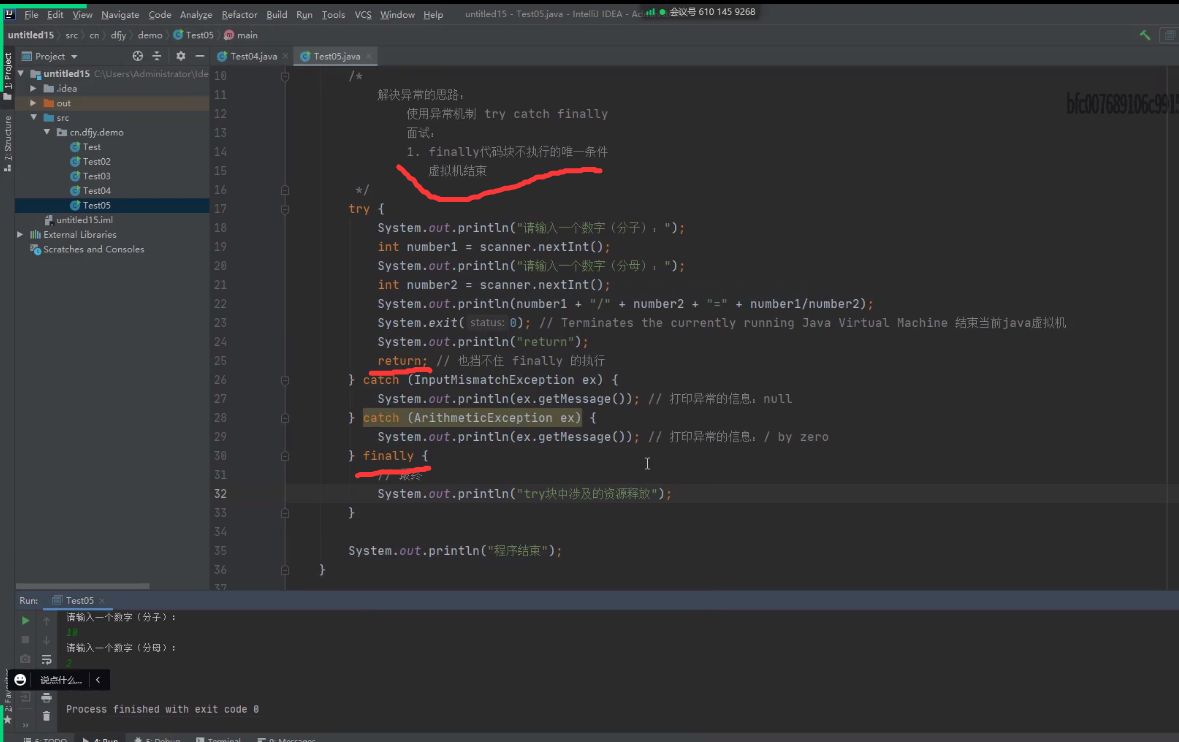 File Edit View Navigate Code Analyze Refactor Build Run Tools VCS Window Help untitled15 - Test05.java - IntelliJ IDEA - Ad
会议号 610 145 9268
untitled15 src cn dfjy demo Test05 main
Project
Test04.java
Test05.java
1: Project
Z: Structure
untitled15 C:\Users\Administrator\Ide
.idea
out
src
cn.dfjy.demo
Test
Test02
Test03
Test04
Test05
untitled15.iml
External Libraries
Scratches and Consoles
bfc007689106c9915
10 /*
11 解决异常的思路:
12 使用异常机制 try catch finally
13 面试:
14 1. finally代码块不执行的唯一条件
15 虚拟机结束
16 */
17 try {
18 System.out.println("请输入一个数字（分子）：");
19 int number1 = scanner.nextInt();
20 System.out.println("请输入一个数字（分母）：");
21 int number2 = scanner.nextInt();
22 System.out.println(number1 + "/" + number2 + "=" + number1/number2);
23 System.exit( status: 0); // Terminates the currently running Java Virtual Machine 结束当前java虚拟机
24 System.out.println("return");
25 return; // 也挡不住 finally 的执行
26 } catch (InputMismatchException ex) {
27 System.out.println(ex.getMessage()); // 打印异常的信息：null
28 } catch (ArithmeticException ex) {
29 System.out.println(ex.getMessage()); // 打印异常的信息：/ by zero
30 } finally {
31 // 最终
32 System.out.println("try块中涉及的资源释放");
33 }
34
35 System.out.println("程序结束");
36 }
37
Run: Test05
请输入一个数字（分子）：
10
请输入一个数字（分母）：
2
说点什么...
Process finished with exit code 0
6: TODO 4: Run 5: Debug Terminal 0: Messages